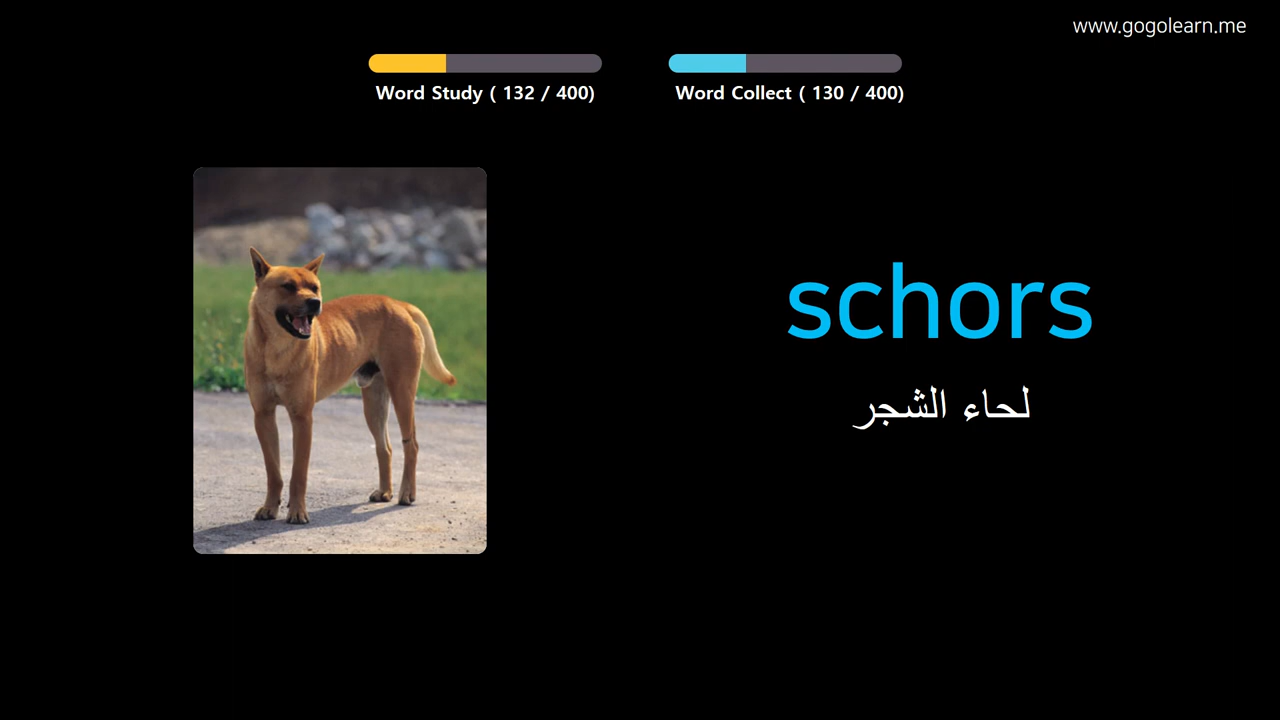 www.gogolearn.me
Word Study ( 132 / 400)
Word Collect ( 130 / 400)
schors
لحاء الشجر